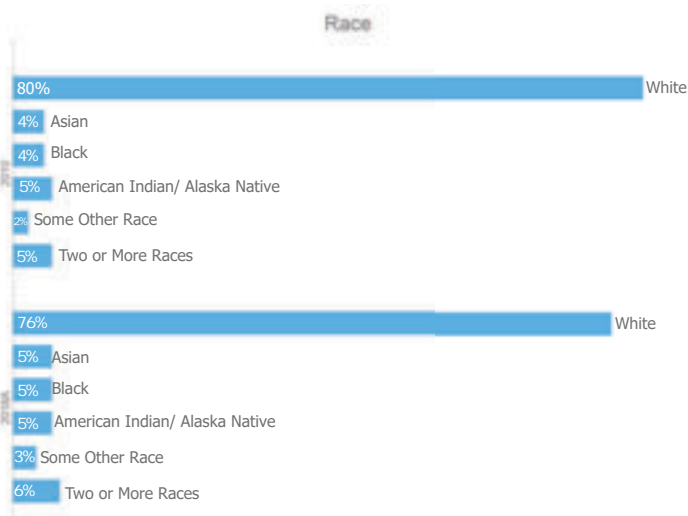 Race
80% White
4% Asian
4% Black
5% American Indian/ Alaska Native
2% Some Other Race
5% Two or More Races
76% White
5% Asian
5% Black
5% American Indian/ Alaska Native
3% Some Other Race
6% Two or More Races